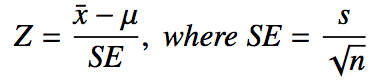 Z = (x̄ − μ) / SE, where SE = s / √n